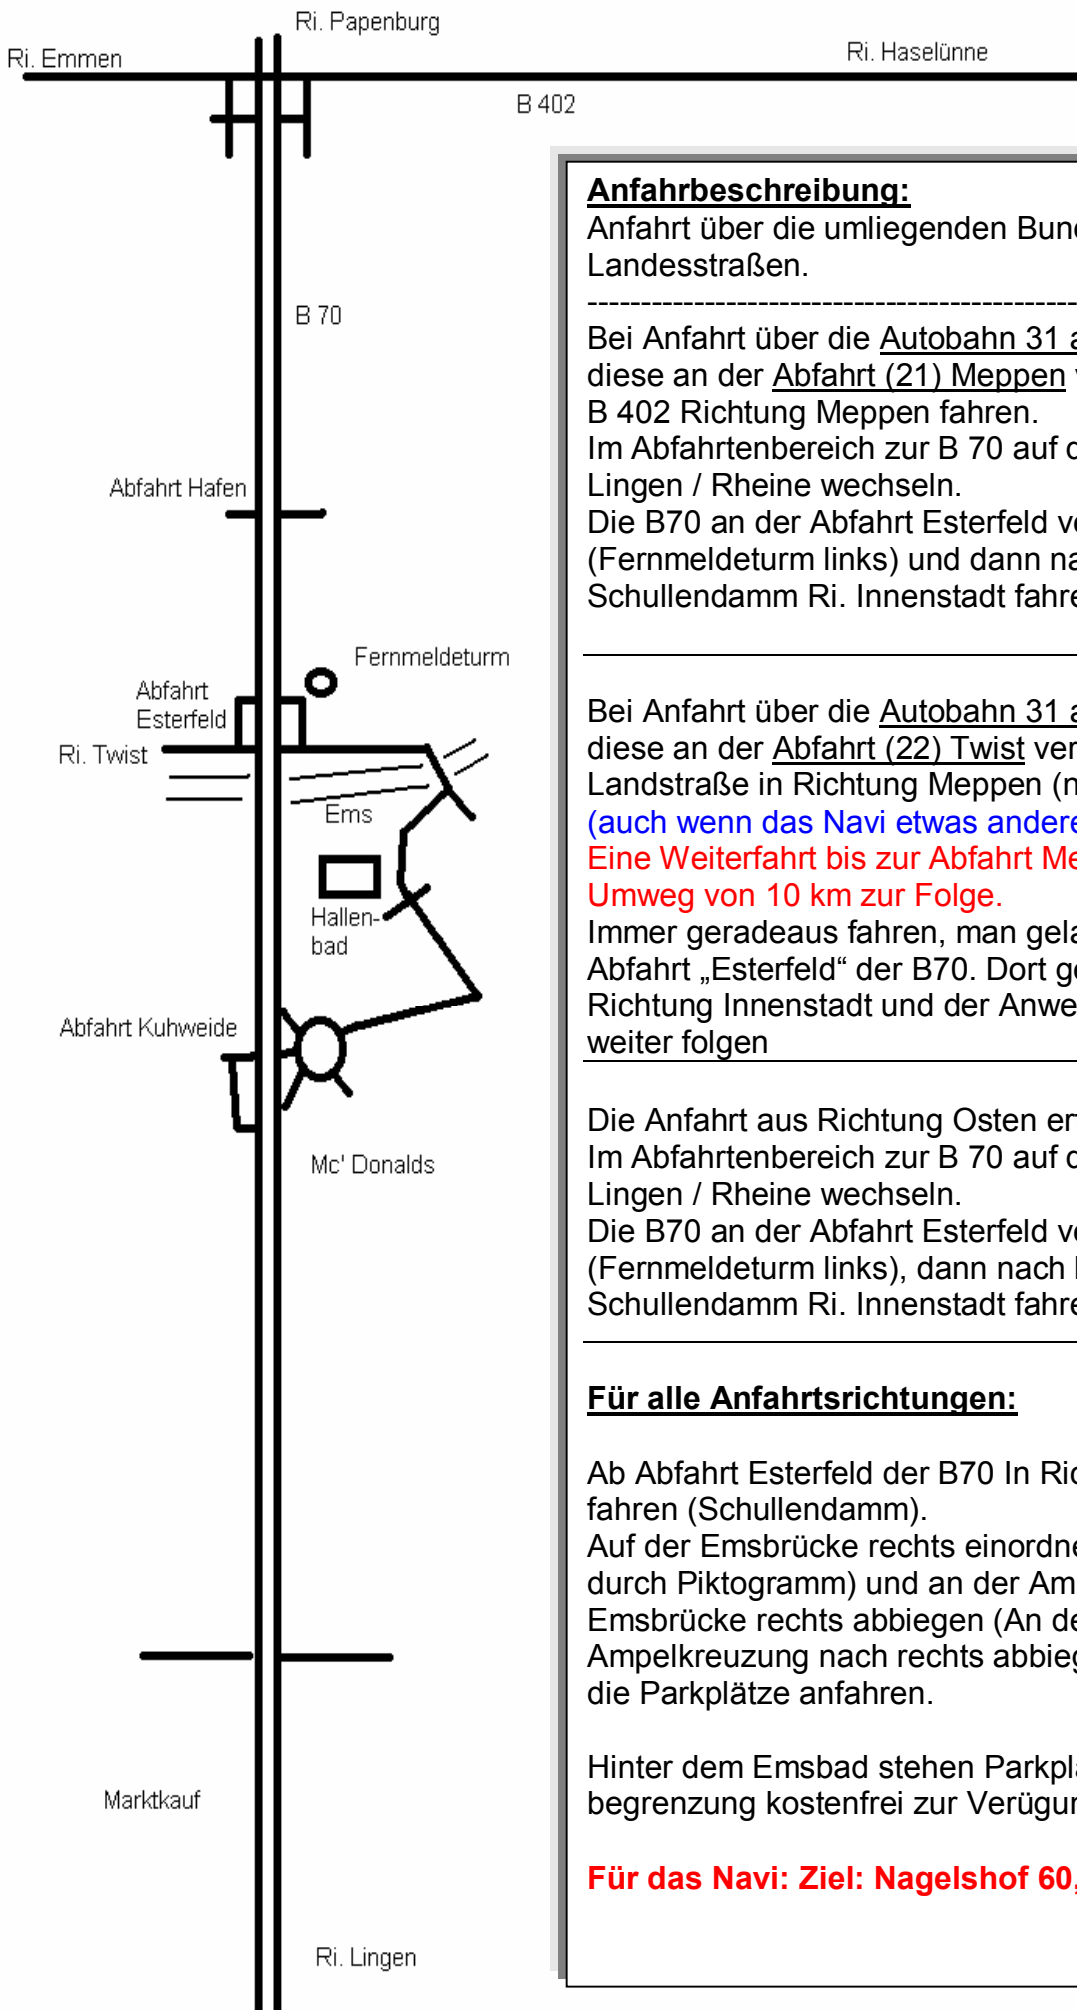 Ri. Papenburg
Ri. Emmen
Ri. Haselünne
B 402
B 70
Abfahrt Hafen
Fernmeldeturm
Abfahrt
Esterfeld
Ri. Twist
Ems
Hallen-
bad
Abfahrt Kuhweide
Mc' Donalds
Marktkauf
Ri. Lingen
Anfahrbeschreibung:
Anfahrt über die umliegenden Bund
Landesstraßen.
--------------------------------------------
Bei Anfahrt über die Autobahn 31 a
diese an der Abfahrt (21) Meppen v
B 402 Richtung Meppen fahren.
Im Abfahrtenbereich zur B 70 auf d
Lingen / Rheine wechseln.
Die B70 an der Abfahrt Esterfeld ve
(Fernmeldeturm links) und dann na
Schullendamm Ri. Innenstadt fahre
Bei Anfahrt über die Autobahn 31 a
diese an der Abfahrt (22) Twist ver
Landstraße in Richtung Meppen (n
(auch wenn das Navi etwas andere
Eine Weiterfahrt bis zur Abfahrt Me
Umweg von 10 km zur Folge.
Immer geradeaus fahren, man gela
Abfahrt „Esterfeld“ der B70. Dort ge
Richtung Innenstadt und der Anwe
weiter folgen
Die Anfahrt aus Richtung Osten erf
Im Abfahrtenbereich zur B 70 auf d
Lingen / Rheine wechseln.
Die B70 an der Abfahrt Esterfeld ve
(Fernmeldeturm links), dann nach l
Schullendamm Ri. Innenstadt fahre
Für alle Anfahrtsrichtungen:
Ab Abfahrt Esterfeld der B70 In Ric
fahren (Schullendamm).
Auf der Emsbrücke rechts einordne
durch Piktogramm) und an der Am
Emsbrücke rechts abbiegen (An de
Ampelkreuzung nach rechts abbieg
die Parkplätze anfahren.
Hinter dem Emsbad stehen Parkpla
begrenzung kostenfrei zur Verügun
Für das Navi: Ziel: Nagelshof 60,